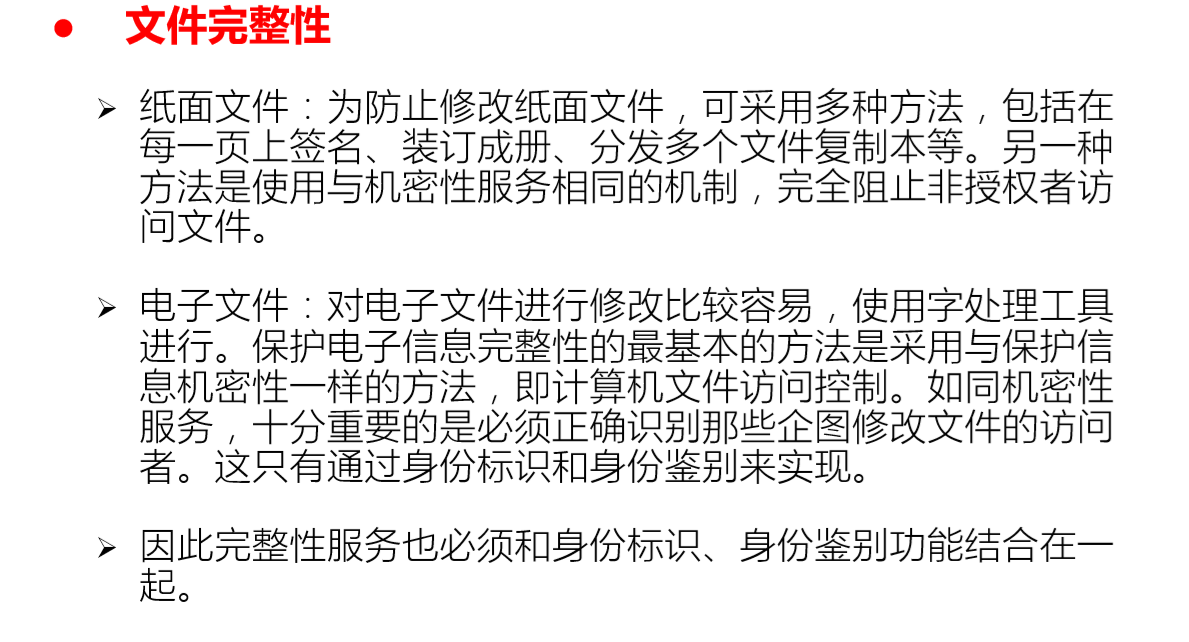 ● 文件完整性
➢ 纸面文件：为防止修改纸面文件，可采用多种方法，包括在
每一页上签名、装订成册、分发多个文件复制本等。另一种
方法是使用与机密性服务相同的机制，完全阻止非授权者访
问文件。
➢ 电子文件：对电子文件进行修改比较容易，使用字处理工具
进行。保护电子信息完整性的最基本的方法是采用与保护信
息机密性一样的方法，即计算机文件访问控制。如同机密性
服务，十分重要的是必须正确识别那些企图修改文件的访问
者。这只有通过身份标识和身份鉴别来实现。
➢ 因此完整性服务也必须和身份标识、身份鉴别功能结合在一
起。